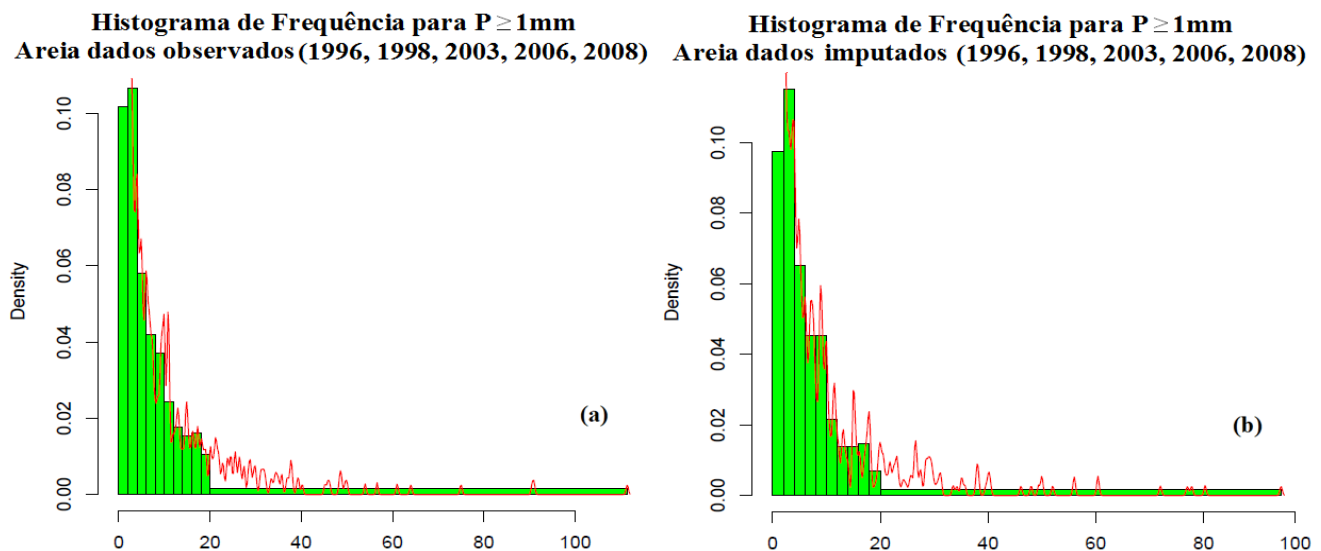 Histograma de Frequência para P ≥ 1mm
Areia dados observados (1996, 1998, 2003, 2006, 2008)
Density
0.00
0.02
0.04
0.06
0.08
0.10
0 20 40 60 80 100
(a)
Histograma de Frequência para P ≥ 1mm
Areia dados imputados (1996, 1998, 2003, 2006, 2008)
Density
0.00
0.02
0.04
0.06
0.08
0.10
0 20 40 60 80 100
(b)